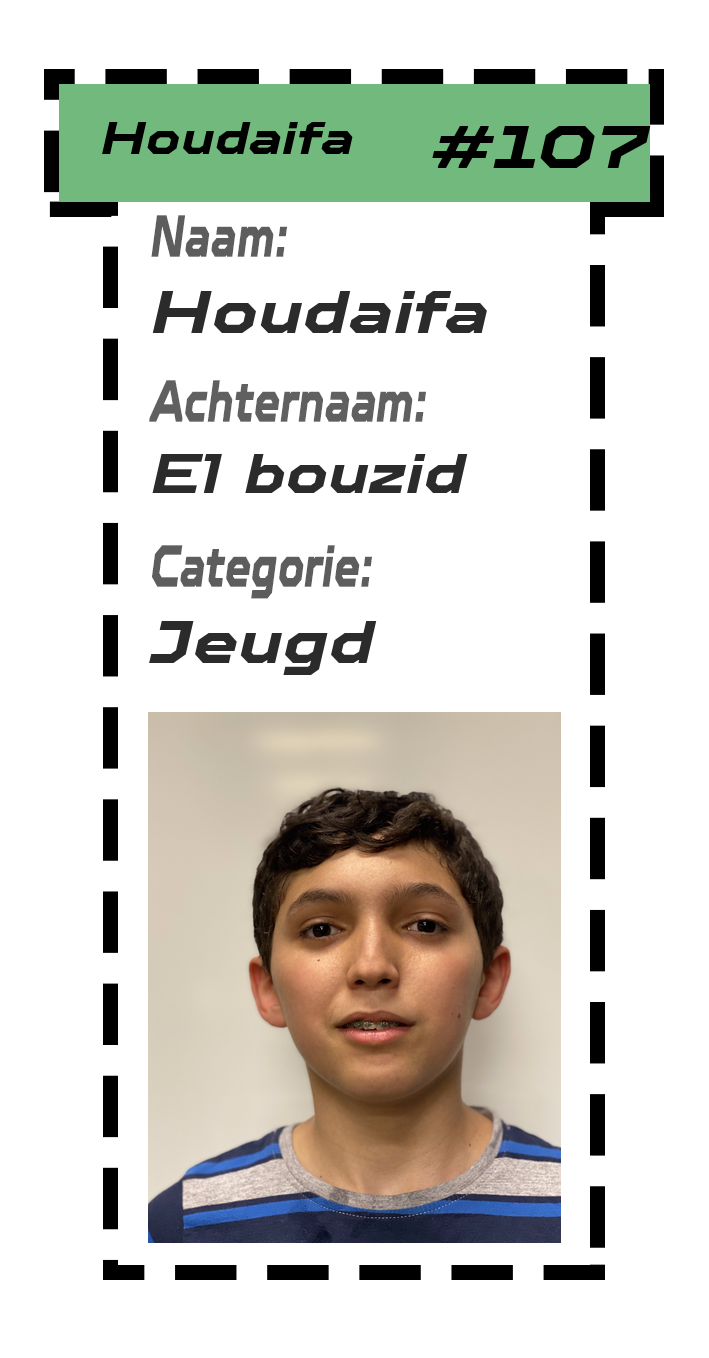 Houdaifa #107
Naam:
Houdaifa
Achternaam:
El bouzid
Categorie:
Jeugd